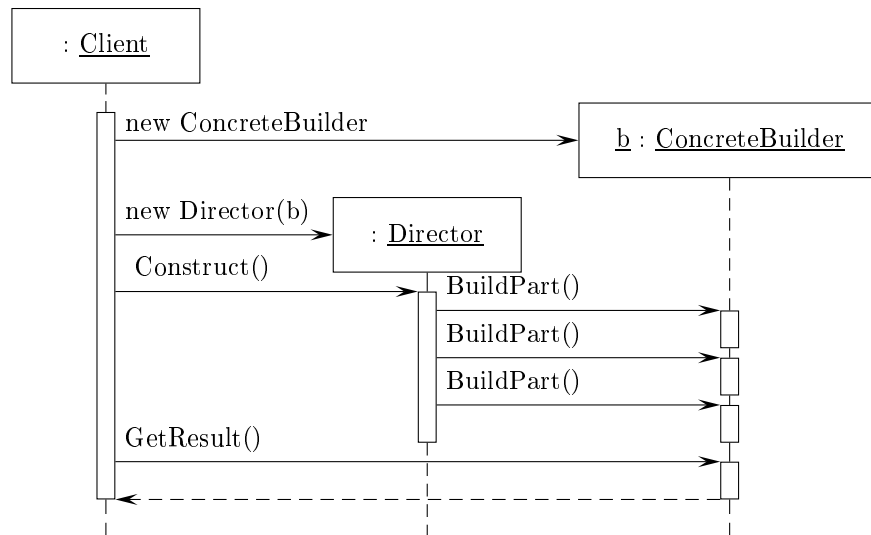 : Client
new ConcreteBuilder
b : ConcreteBuilder
new Director(b)
: Director
Construct()
BuildPart()
BuildPart()
BuildPart()
GetResult()